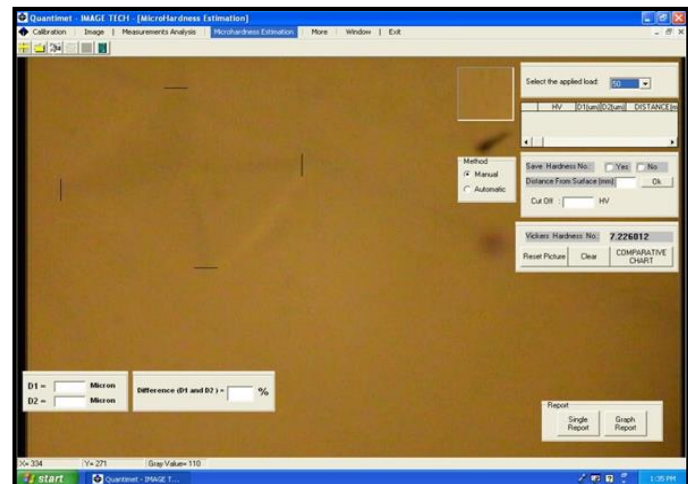 Quantimet - IMAGE TECH - [MicroHardness Estimation]
Calibration | Image | Measurements Analysis | Microhardness Estimation | More | Window | Exit
Select the applied load: 50
HV D1(um) D2(um) DISTANCE(m
Method
Manual
Automatic
Save Hardness No.: Yes No
Distance From Surface (mm) Ok
Cut Off : HV
Vickers Hardness No.: 7.226012
Reset Picture Clear COMPARATIVE CHART
D1 = Micron
D2 = Micron
Difference (D1 and D2 ) = %
Report
Single Report Graph Report
X= 334 Y= 271 Gray Value= 110
start Quantimet - IMAGE T... 1:35 PM